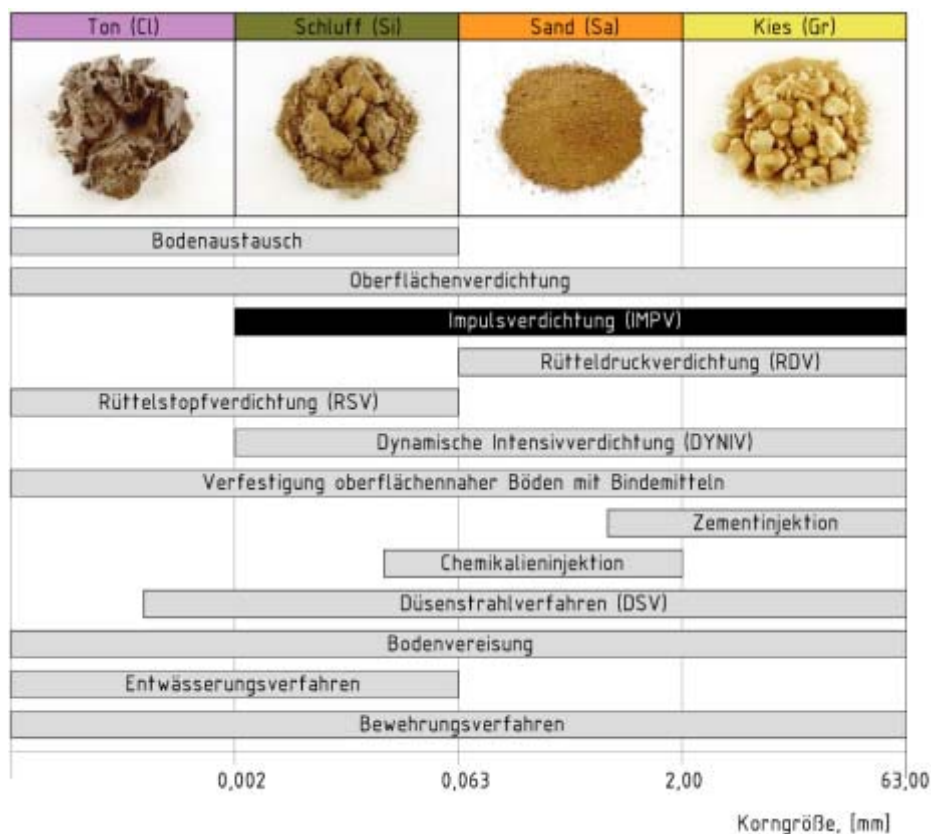 Ton (Cl) Schluff (Si) Sand (Sa) Kies (Gr)
Bodenaustausch
Oberflächenverdichtung
Impulsverdichtung (IMPV)
Rütteldruckverdichtung (RDV)
Rüttelstopfverdichtung (RSV)
Dynamische Intensivverdichtung (DYNIV)
Verfestigung oberflächennaher Böden mit Bindemitteln
Zementinjektion
Chemikalieninjektion
Düsenstrahlverfahren (DSV)
Bodenvereisung
Entwässerungsverfahren
Bewehrungsverfahren
0,002 0,063 2,00 63,00
Korngröße, [mm]